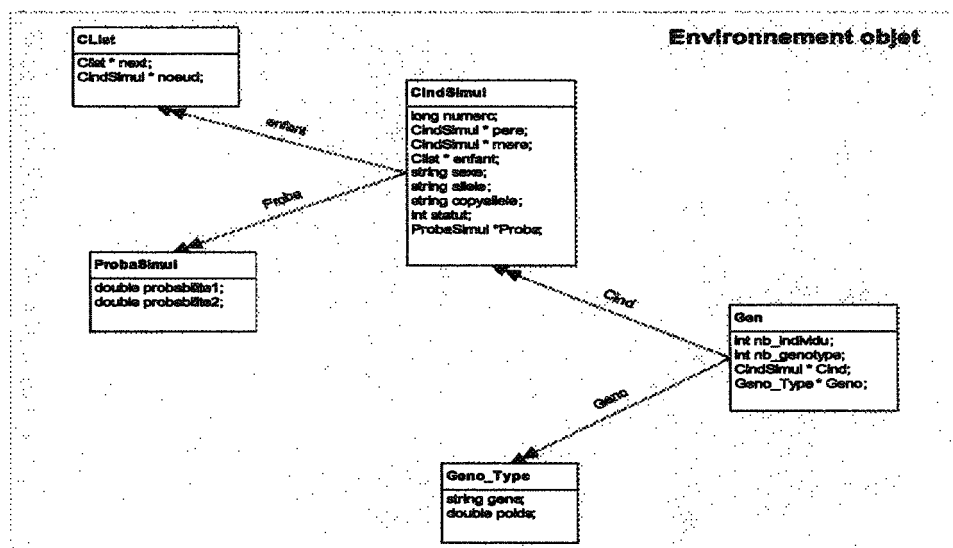 Environnement objet
CList
Clist * next;
CindSimul * noeud;
enfant
CindSimul
long numero;
CindSimul * pere;
CindSimul * mere;
Clist * enfant;
string sexe;
string allele;
string copyallele;
int statut;
ProbaSimul *Proba;
Proba
ProbaSimul
double probabilite1;
double probabilite2;
Cind
Gen
int nb_individu;
int nb_genotype;
CindSimul * Cind;
Geno_Type * Geno;
Geno
Geno_Type
string gene;
double poids;